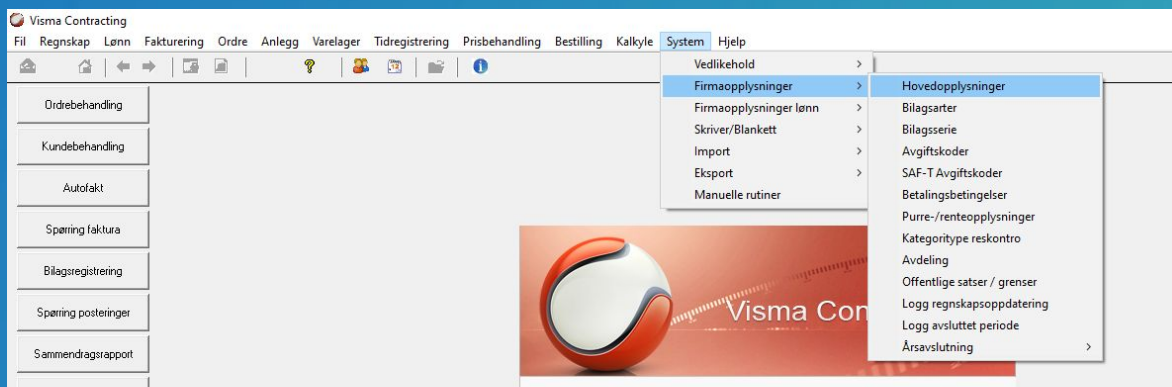 Visma Contracting
Fil Regnskap Lønn Fakturering Ordre Anlegg Varelager Tidregistrering Prisbehandling Bestilling Kalkyle System Hjelp
Ordrebehandling
Kundebehandling
Autofakt
Spørring faktura
Bilagsregistrering
Spørring posteringer
Sammendragsrapport
Vedlikehold
Firmaopplysninger
Firmaopplysninger lønn
Skriver/Blankett
Import
Eksport
Manuelle rutiner
Hovedopplysninger
Bilagsarter
Bilagsserie
Avgiftskoder
SAF-T Avgiftskoder
Betalingsbetingelser
Purre-/renteopplysninger
Kategoritype reskontro
Avdeling
Offentlige satser / grenser
Logg regnskapsoppdatering
Logg avsluttet periode
Årsavslutning
Visma Con